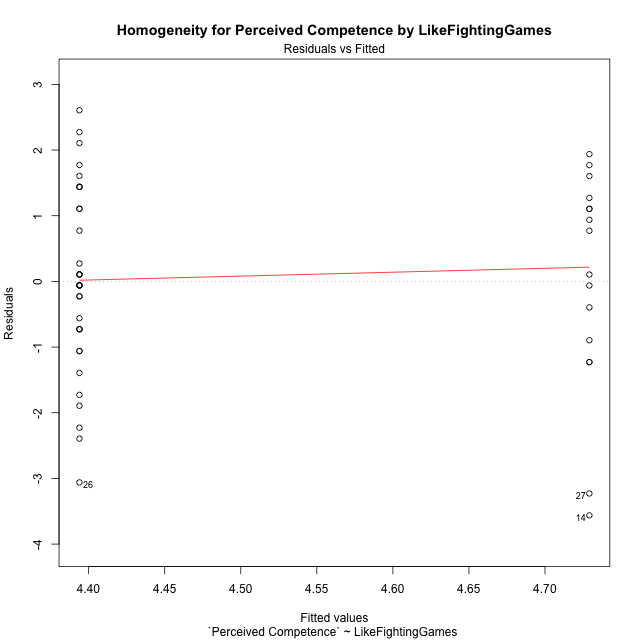 Homogeneity for Perceived Competence by LikeFightingGames
Residuals vs Fitted
3
2
1
0
-1
-2
-3
-4
Residuals
26
27
14
4.40 4.45 4.50 4.55 4.60 4.65 4.70
Fitted values
`Perceived Competence` ~ LikeFightingGames